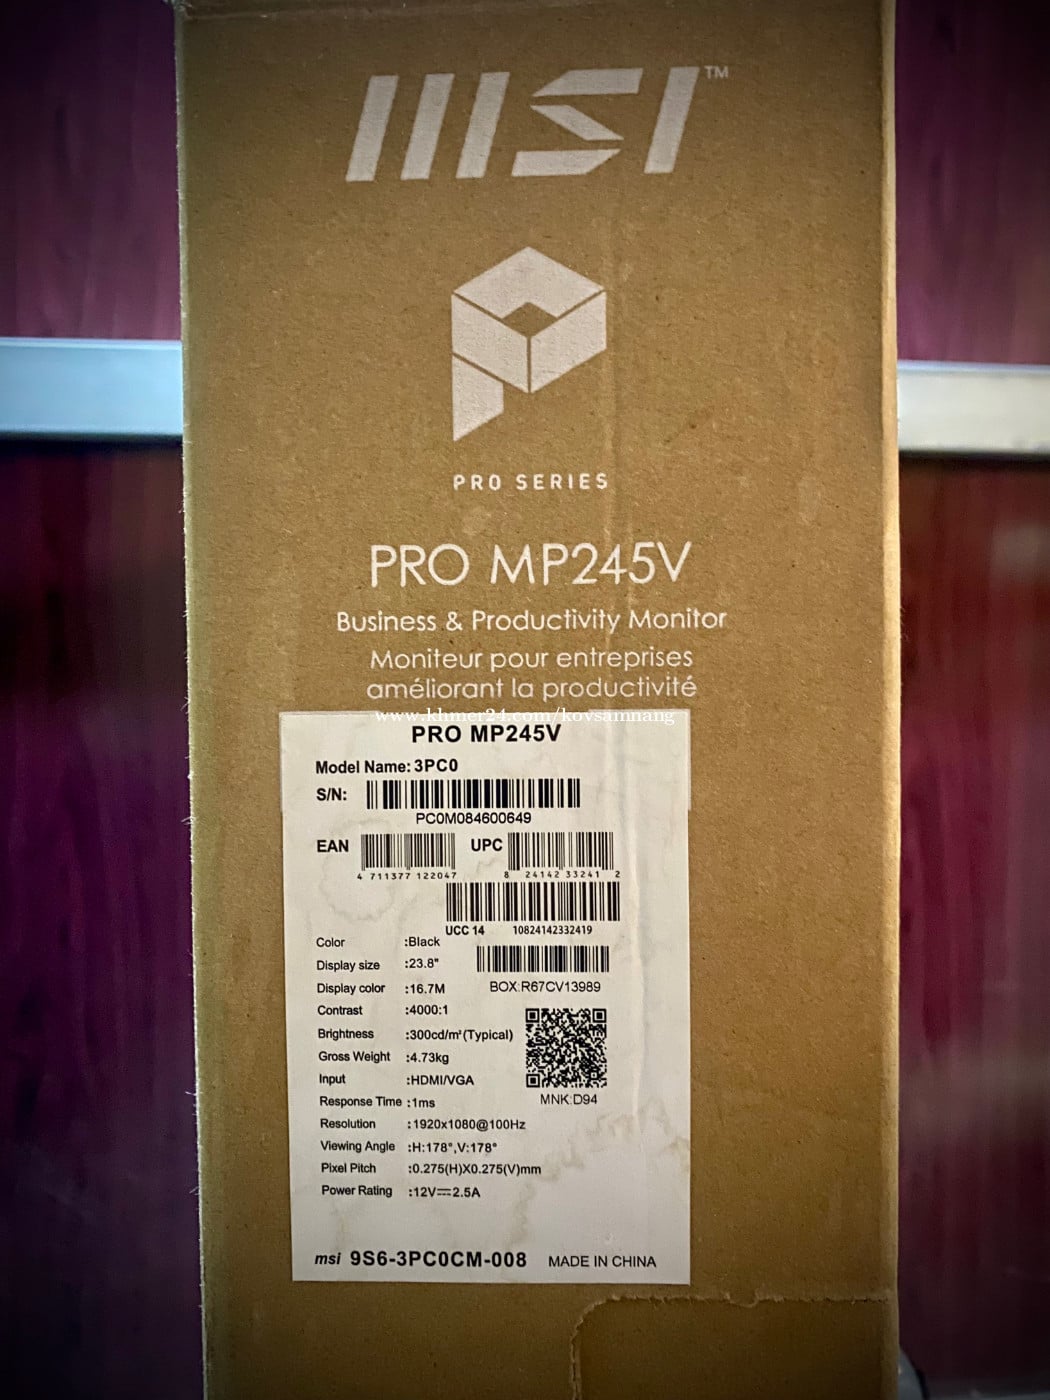 msi™
PRO SERIES
PRO MP245V
Business & Productivity Monitor
Moniteur pour entreprises
améliorant la productivité
www.khmer24.com/kovsamnang
PRO MP245V
Model Name: 3PC0
S/N:
PC0M084600649
EAN
UPC
4 711377 122047
8 24142 33241 2
UCC 14 10824142332419
Color :Black
Display size :23.8"
BOX:R67CV13989
Display color :16.7M
Contrast :4000:1
Brightness :300cd/m²(Typical)
Gross Weight :4.73kg
Input :HDMI/VGA
MNK:D94
Response Time :1ms
Resolution :1920x1080@100Hz
Viewing Angle :H:178°,V:178°
Pixel Pitch :0.275(H)X0.275(V)mm
Power Rating :12V⎓2.5A
msi 9S6-3PC0CM-008 MADE IN CHINA